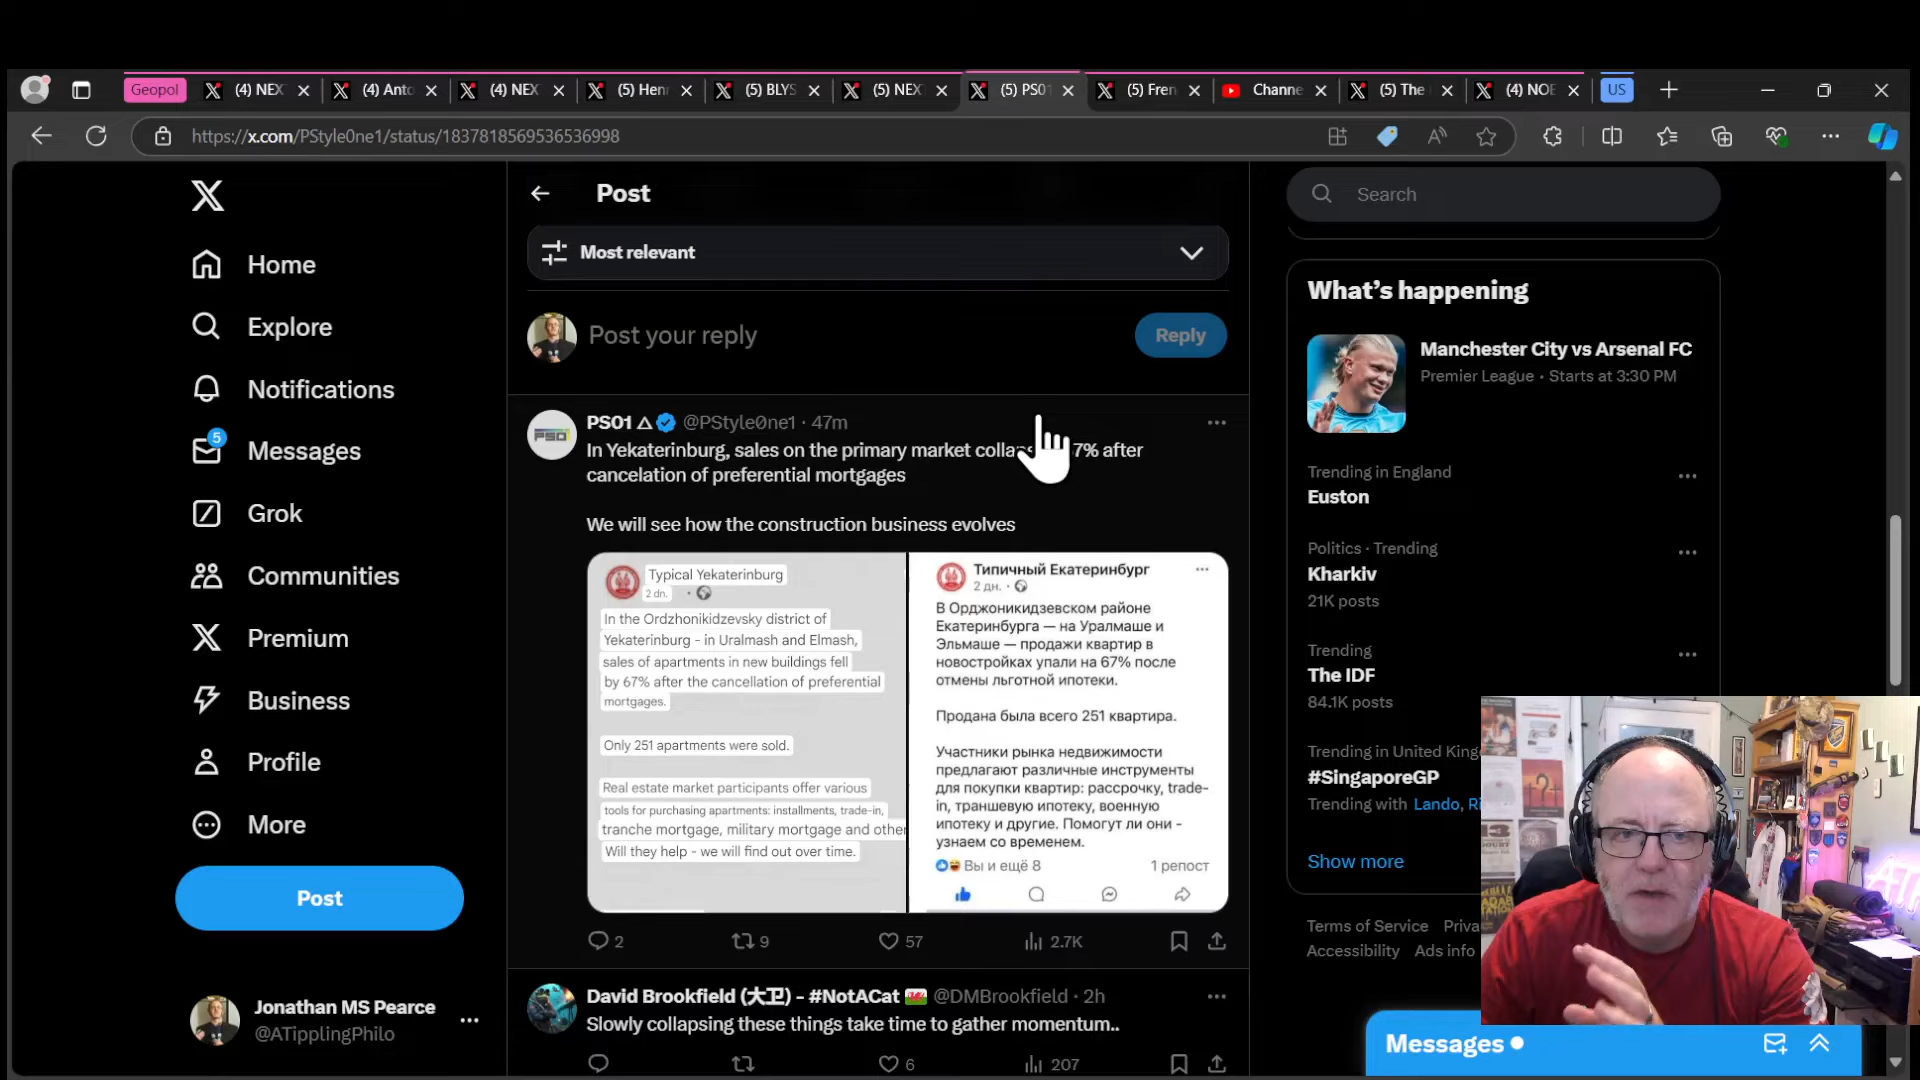 Geopol
(4) NEX
(4) Anto
(4) NEX
(5) Henr
(5) BLYS
(5) NEX
(5) PS01
(5) Fren
Channe
(5) The
(4) NOE
US
https://x.com/PStyle0ne1/status/1837818569536536998
Post
Search
Most relevant
Post your reply
Reply
Home
Explore
Notifications
5
Messages
Grok
Communities
Premium
Business
Profile
More
Post
Jonathan MS Pearce
@ATipplingPhilo
PS01 △ @PStyle0ne1 · 47m
In Yekaterinburg, sales on the primary market 7% after
cancelation of preferential mortgages
We will see how the construction business evolves
Typical Yekaterinburg
2 dn.
In the Ordzhonikidzevsky district of
Yekaterinburg - in Uralmash and Elmash,
sales of apartments in new buildings fell
by 67% after the cancellation of preferential
mortgages.
Only 251 apartments were sold.
Real estate market participants offer various
tools for purchasing apartments: installments, trade-in,
tranche mortgage, military mortgage and other
Will they help - we will find out over time.
Типичный Екатеринбург
2 дн. ·
В Орджоникидзевском районе
Екатеринбурга — на Уралмаше и
Эльмаше — продажи квартир в
новостройках упали на 67% после
отмены льготной ипотеки.
Продана была всего 251 квартира.
Участники рынка недвижимости
предлагают различные инструменты
для покупки квартир: рассрочку, trade-
in, траншевую ипотеку, военную
ипотеку и другие. Помогут ли они -
узнаем со временем.
Вы и ещё 8
1 репост
2
9
57
2.7K
David Brookfield (大卫) - #NotACat @DMBrookfield · 2h
Slowly collapsing these things take time to gather momentum..
6
207
What's happening
Manchester City vs Arsenal FC
Premier League · Starts at 3:30 PM
Trending in England
Euston
Politics · Trending
Kharkiv
21K posts
Trending
The IDF
84.1K posts
Trending in United King
#SingaporeGP
Trending with Lando, Ri
Show more
Terms of Service Priva
Accessibility Ads info
Messages